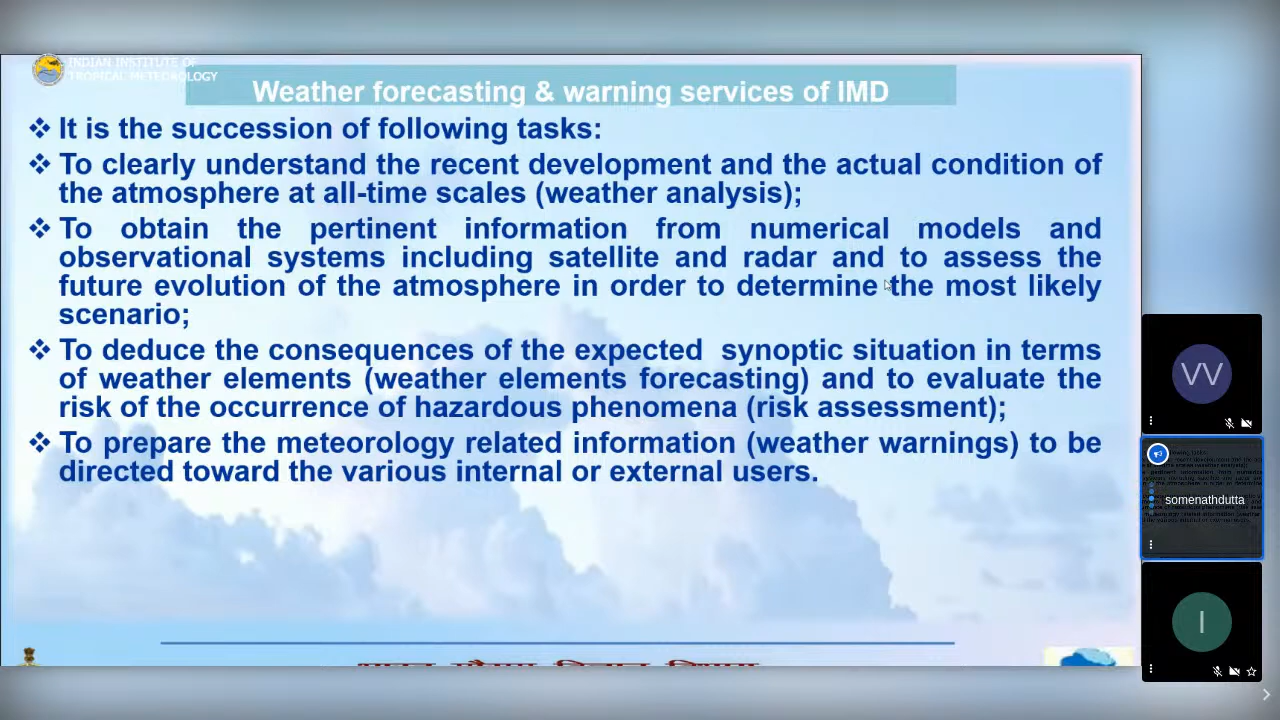 INDIAN INSTITUTE OF
TROPICAL METEOROLOGY
Weather forecasting & warning services of IMD
❖ It is the succession of following tasks:
❖ To clearly understand the recent development and the actual condition of
the atmosphere at all-time scales (weather analysis);
❖ To obtain the pertinent information from numerical models and
observational systems including satellite and radar and to assess the
future evolution of the atmosphere in order to determine the most likely
scenario;
❖ To deduce the consequences of the expected synoptic situation in terms
of weather elements (weather elements forecasting) and to evaluate the
risk of the occurrence of hazardous phenomena (risk assessment);
❖ To prepare the meteorology related information (weather warnings) to be
directed toward the various internal or external users.
VV
somenathdutta
I